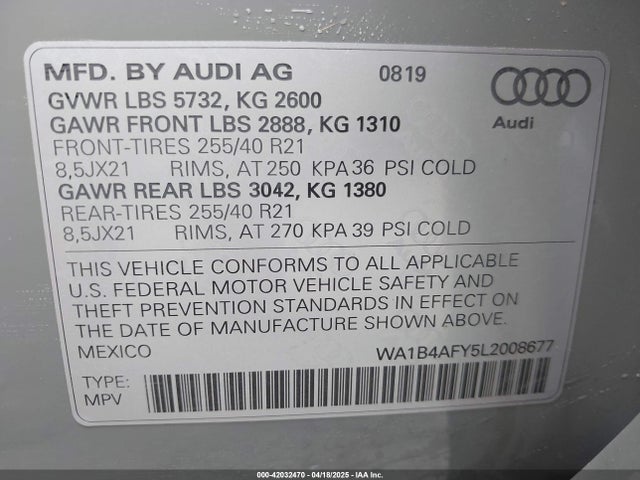 MFD. BY AUDI AG 0819
GVWR LBS 5732, KG 2600
GAWR FRONT LBS 2888, KG 1310
FRONT-TIRES 255/40 R21
8,5JX21 RIMS, AT 250 KPA 36 PSI COLD
GAWR REAR LBS 3042, KG 1380
REAR-TIRES 255/40 R21
8,5JX21 RIMS, AT 270 KPA 39 PSI COLD
Audi
THIS VEHICLE CONFORMS TO ALL APPLICABLE
U.S. FEDERAL MOTOR VEHICLE SAFETY AND
THEFT PREVENTION STANDARDS IN EFFECT ON
THE DATE OF MANUFACTURE SHOWN ABOVE.
MEXICO WA1B4AFY5L2008677
TYPE:
MPV
000-42032470 - 04/18/2025 - IAA Inc.